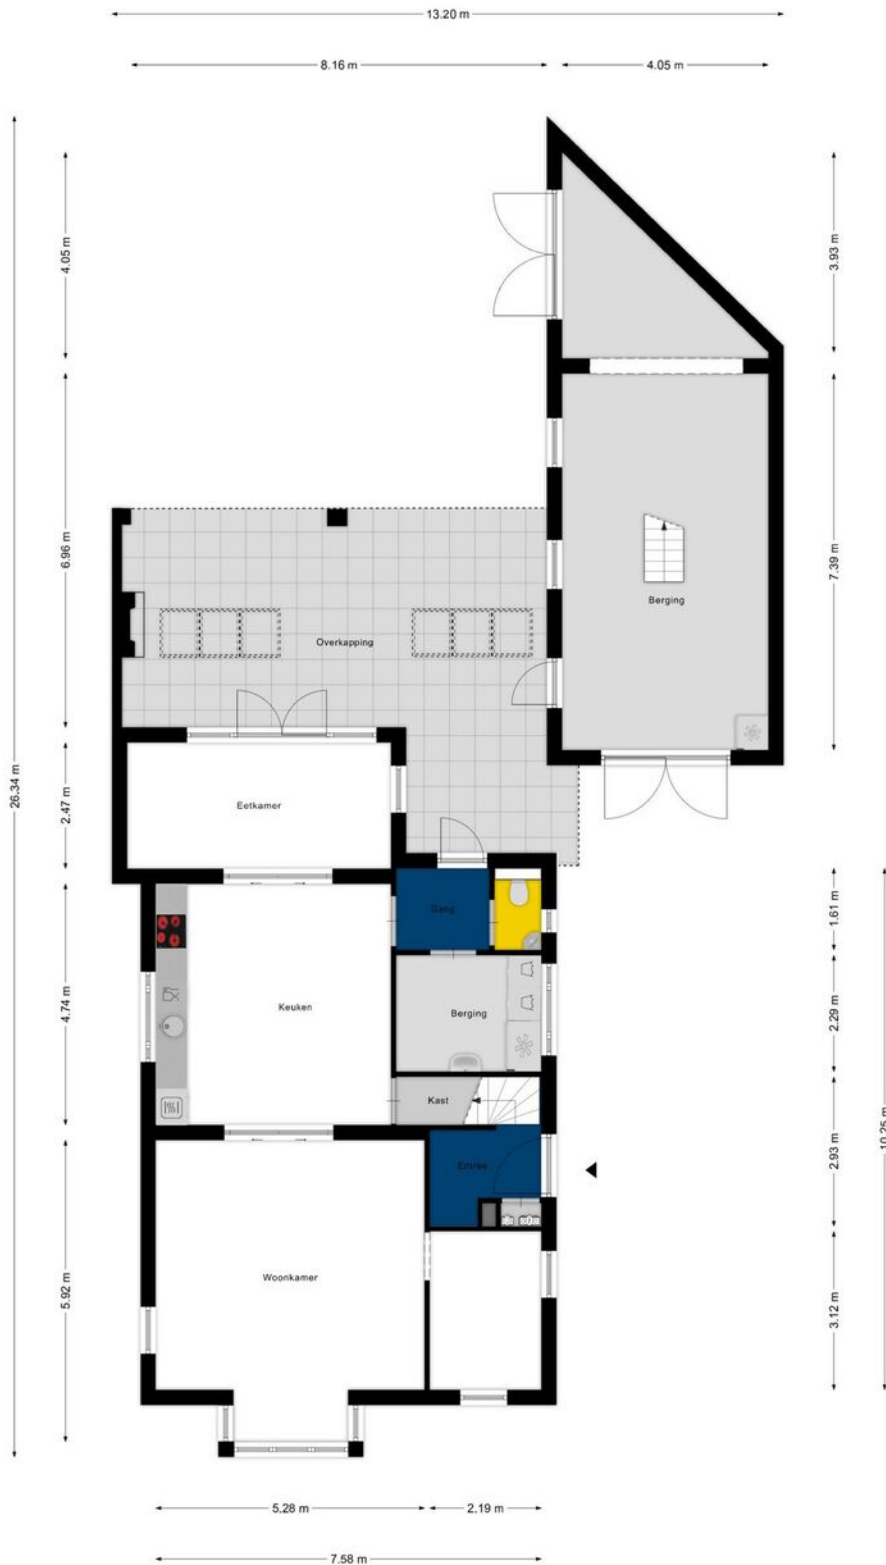 13.20 m
8.16 m
4.05 m
4.05 m
3.93 m
6.96 m
7.39 m
Berging
Overkapping
26.34 m
2.47 m
Eetkamer
Gang
1.61 m
4.74 m
Keuken
Berging
2.29 m
Kast
2.93 m
10.25 m
Entree
5.92 m
Woonkamer
3.12 m
5.28 m
2.19 m
7.58 m